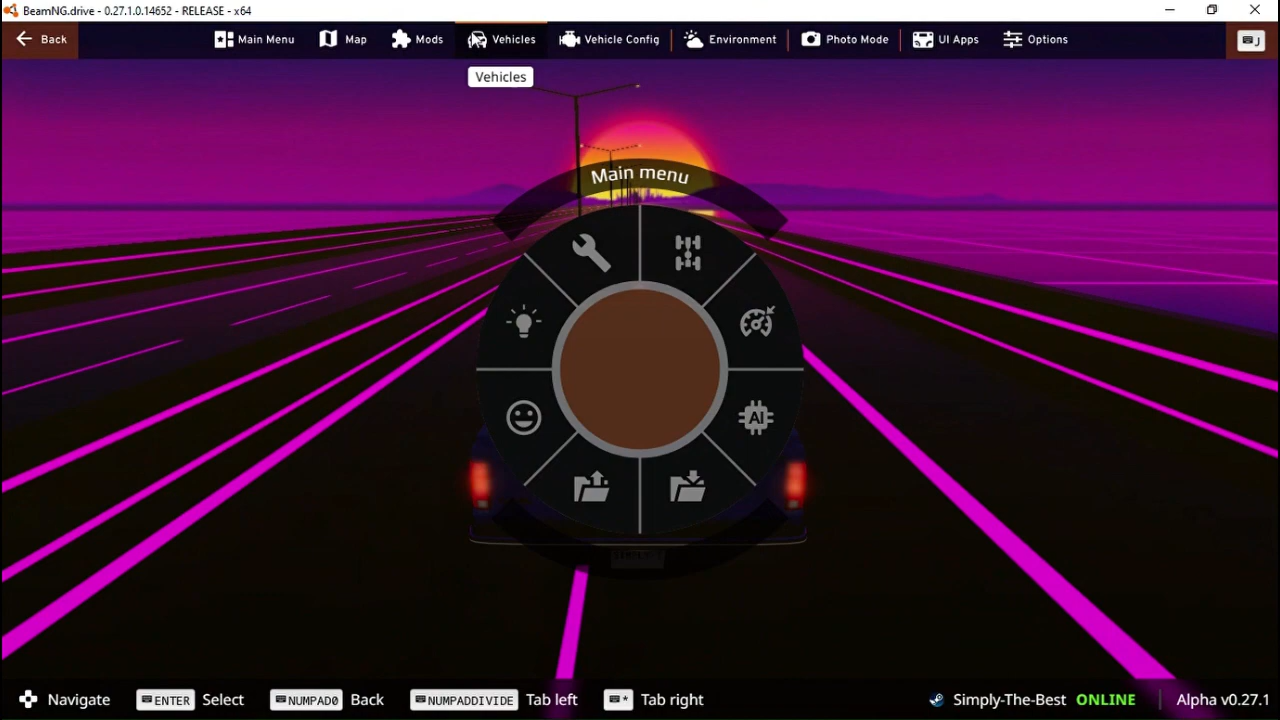 BeamNG.drive - 0.27.1.0.14652 - RELEASE - x64
Back Main Menu Map Mods Vehicles Vehicle Config Environment Photo Mode UI Apps Options J
Vehicles
Main menu
AI
Navigate ENTER Select NUMPAD0 Back NUMPADDIVIDE Tab left * Tab right Simply-The-Best ONLINE Alpha v0.27.1